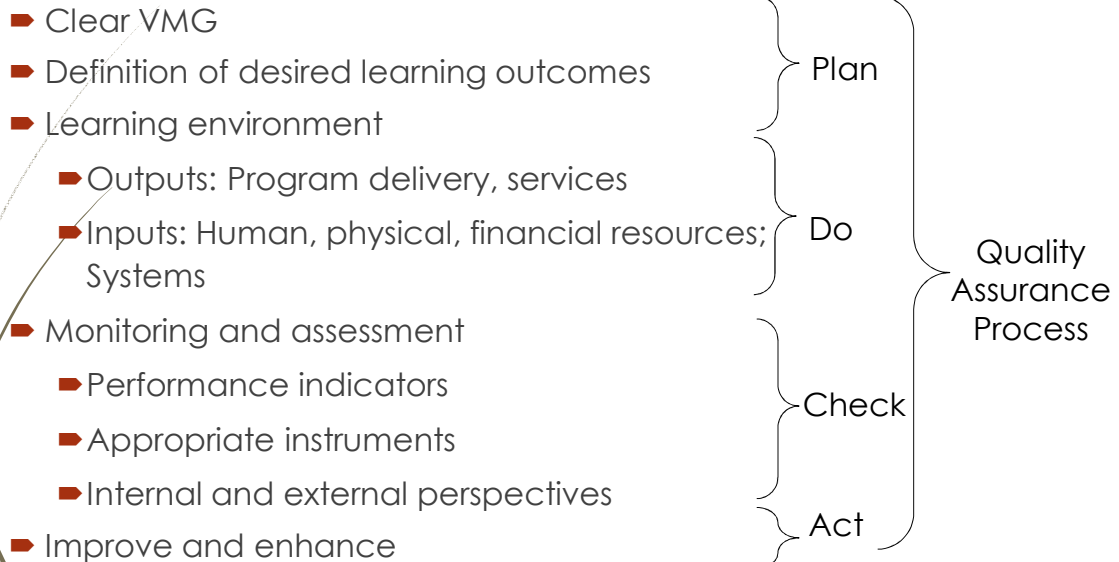 Clear VMG
Definition of desired learning outcomes
Learning environment
Outputs: Program delivery, services
Inputs: Human, physical, financial resources;
Systems
Monitoring and assessment
Performance indicators
Appropriate instruments
Internal and external perspectives
Improve and enhance
Plan
Do
Check
Act
Quality
Assurance
Process